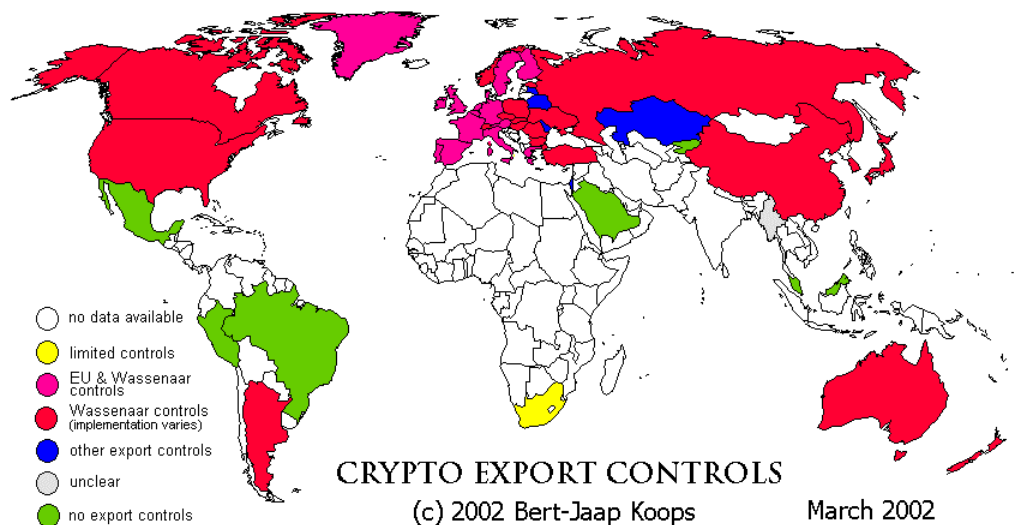 no data available
limited controls
EU & Wassenaar
controls
Wassenaar controls
(implementation varies)
other export controls
unclear
no export controls
CRYPTO EXPORT CONTROLS
(c) 2002 Bert-Jaap Koops
March 2002